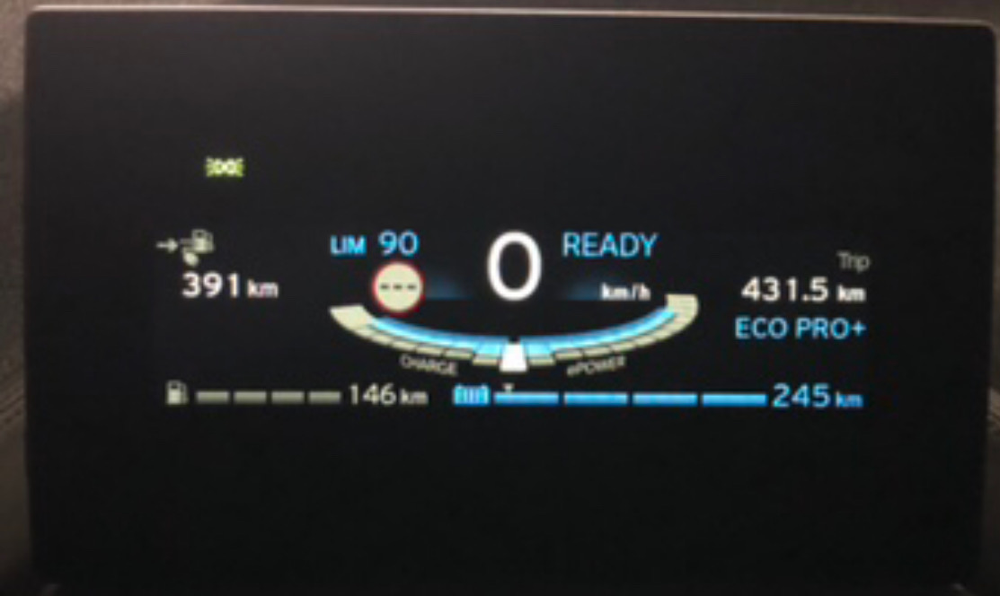 LIM 90 0 READY
Trip
391 km --- km/h 431.5 km
ECO PRO+
CHARGE ePOWER
146 km 245 km